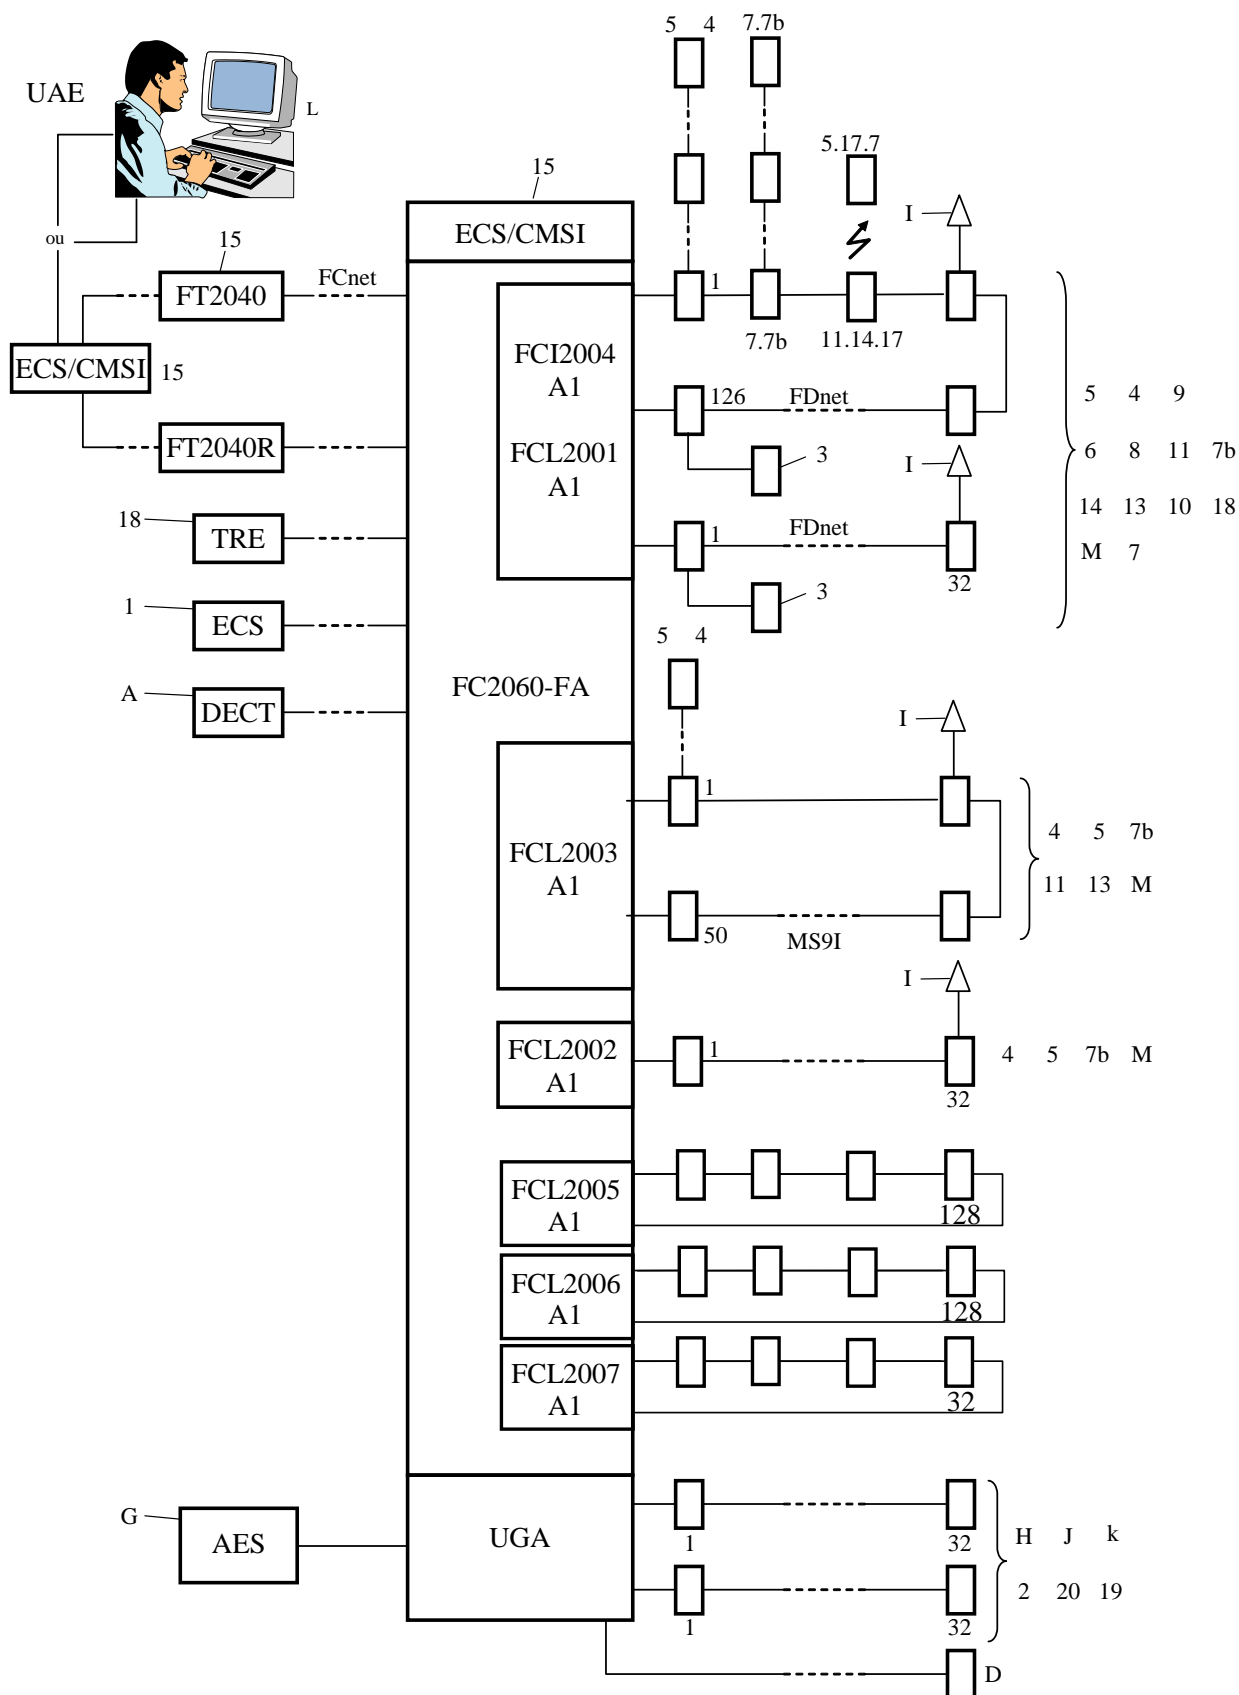 5 4 7.7b
UAE
L
5.17.7
15
I
ECS/CMSI
ou
15
FCnet
FT2040
1
7.7b
11.14.17
FCI2004
A1
ECS/CMSI 15
126 FDnet
5 4 9
FT2040R
FCL2001
A1
3
I
6 8 11 7b
14 13 10 18
18
TRE
1 FDnet
M 7
32
3
1
ECS
5 4
A
DECT
FC2060-FA
I
1
4 5 7b
FCL2003
A1
11 13 M
50
MS9I
I
FCL2002
A1
1
4 5 7b M
32
FCL2005
A1
128
FCL2006
A1
128
FCL2007
A1
32
G
AES
UGA
1
32
H J k
2 20 19
1
32
D